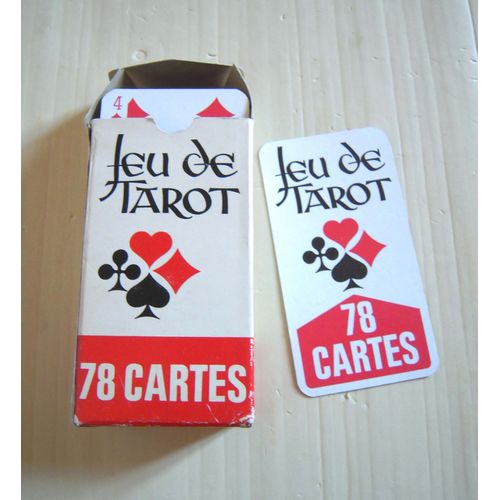 4
Jeu de
TAROT
78 CARTES
Jeu de
TAROT
78
CARTES